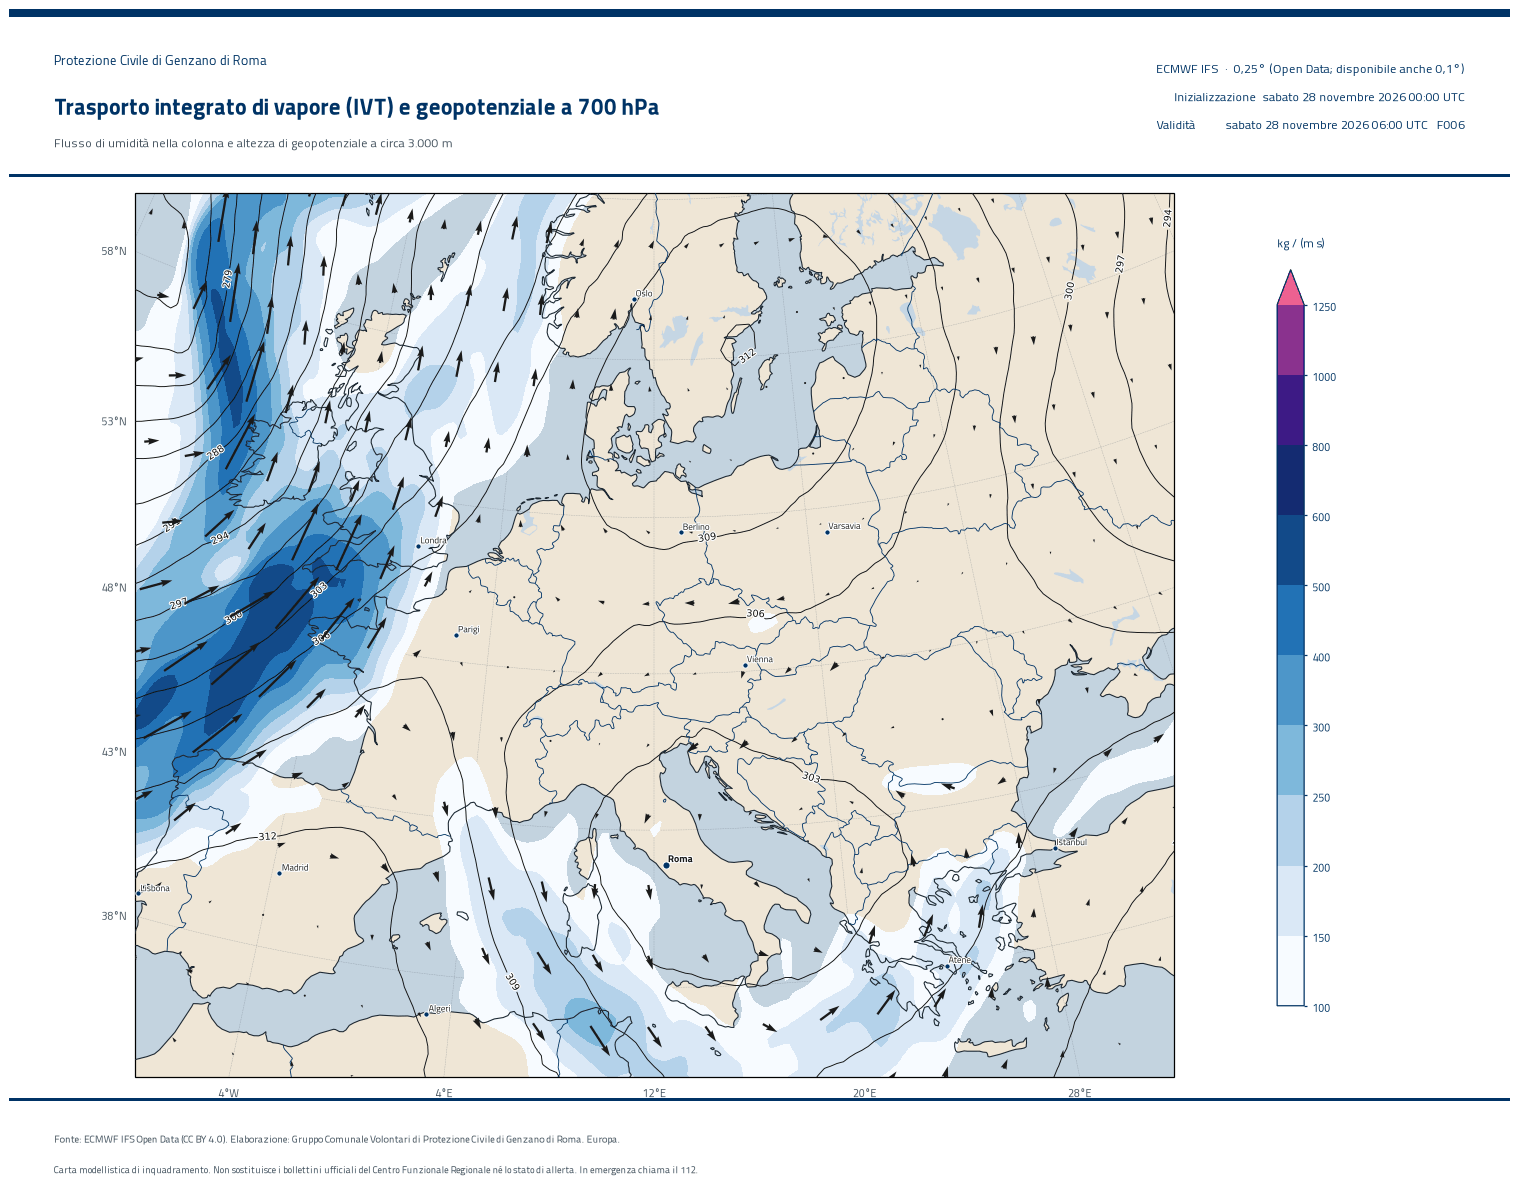 Protezione Civile di Genzano di Roma
Trasporto integrato di vapore (IVT) e geopotenziale a 700 hPa
Flusso di umidità nella colonna e altezza di geopotenziale a circa 3.000 m
ECMWF IFS · 0,25° (Open Data; disponibile anche 0,1°)
Inizializzazione sabato 28 novembre 2026 00:00 UTC
Validità sabato 28 novembre 2026 06:00 UTC F006
kg / (m s)
1250
1000
800
600
500
400
300
250
200
150
100
58°N
53°N
48°N
43°N
38°N
4°W
4°E
12°E
20°E
28°E
294
297
300
279
312
288
294
309
303
297
300
306
306
303
312
309
Oslo
Berlino
Varsavia
Londra
Parigi
Vienna
Roma
Madrid
Lisbona
Istanbul
Atene
Algeri
Fonte: ECMWF IFS Open Data (CC BY 4.0). Elaborazione: Gruppo Comunale Volontari di Protezione Civile di Genzano di Roma. Europa.
Carta modellistica di inquadramento. Non sostituisce i bollettini ufficiali del Centro Funzionale Regionale né lo stato di allerta. In emergenza chiama il 112.